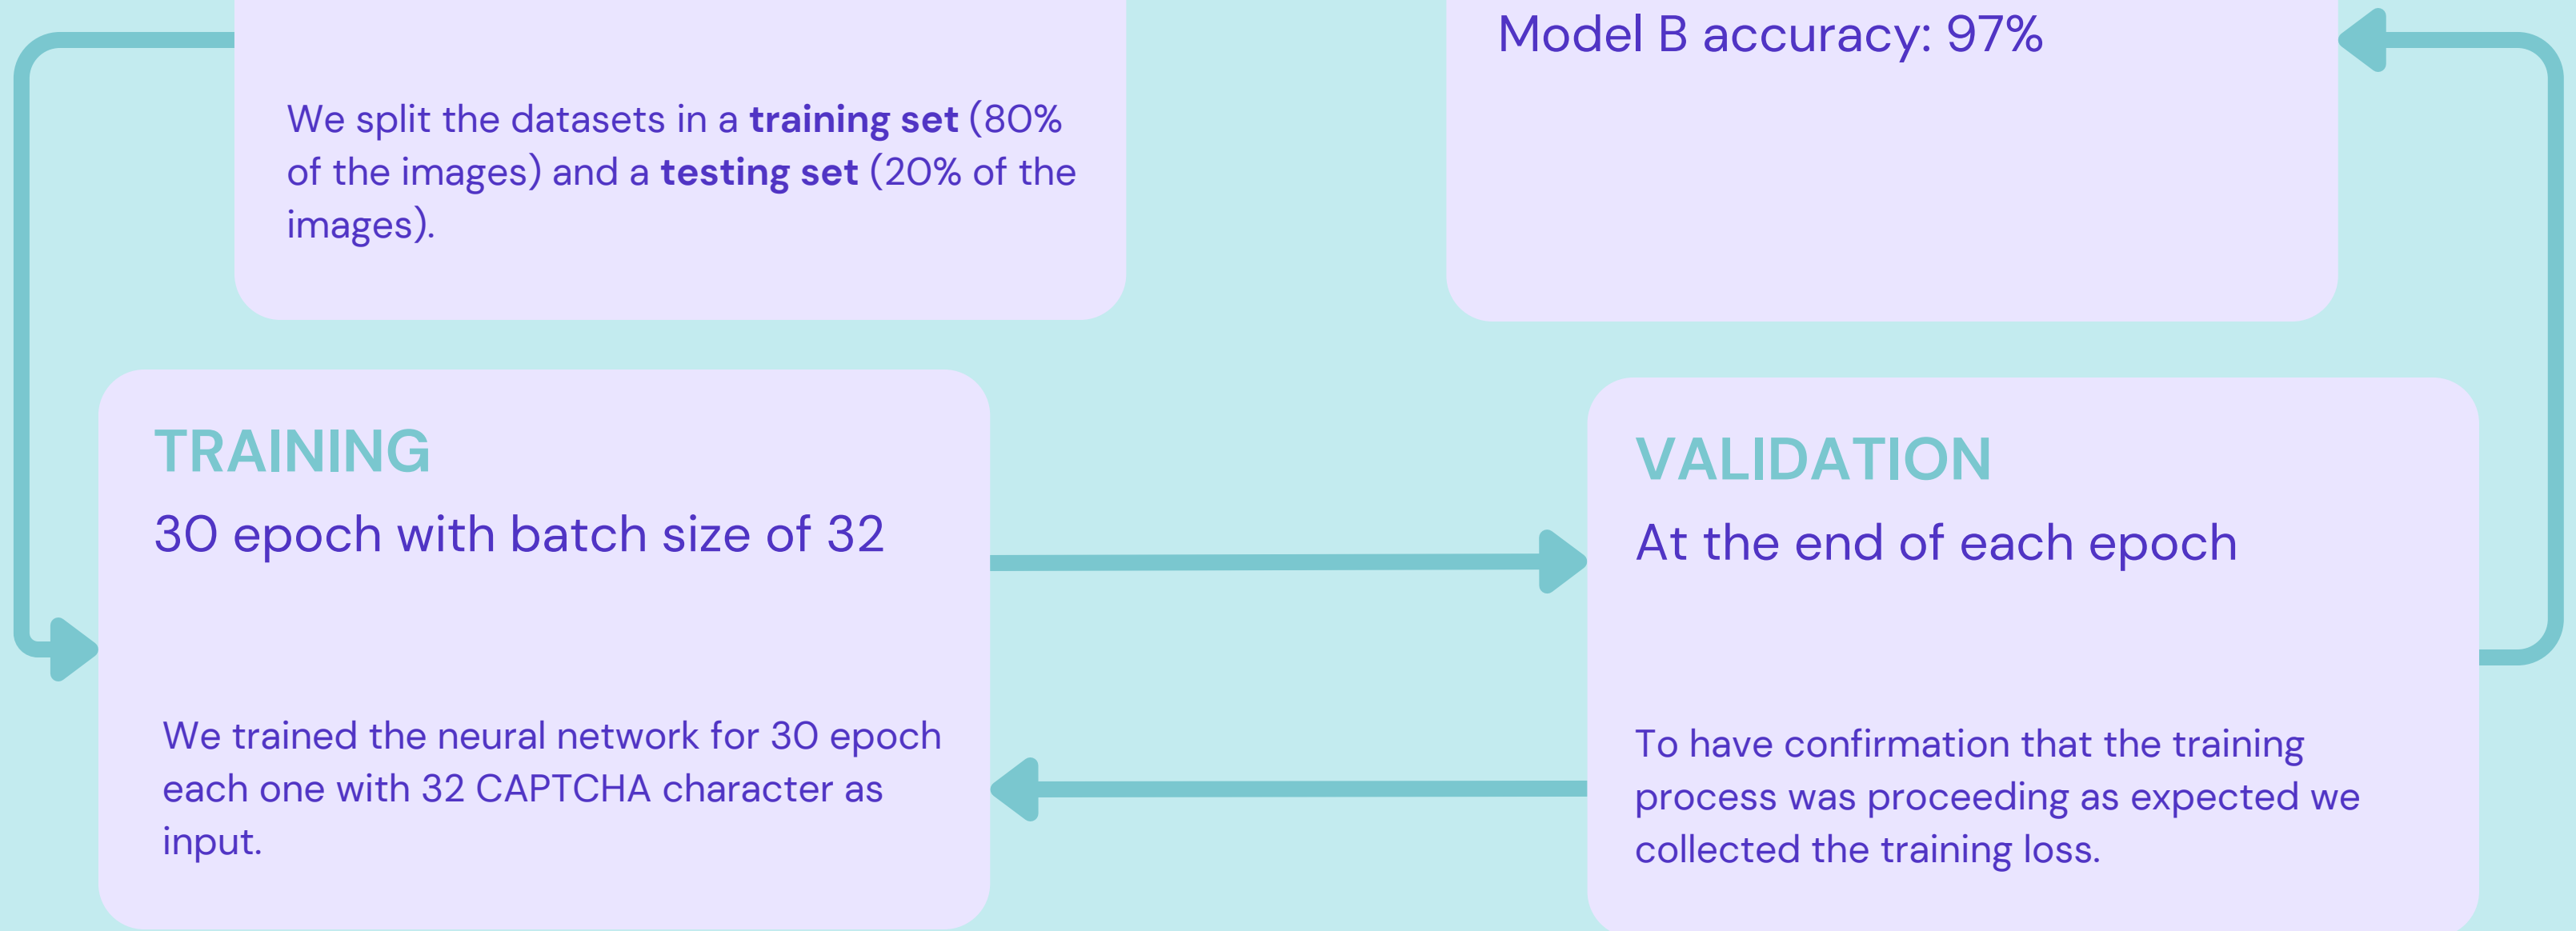 We split the datasets in a training set (80%
of the images) and a testing set (20% of the
images).
Model B accuracy: 97%
TRAINING
30 epoch with batch size of 32
We trained the neural network for 30 epoch
each one with 32 CAPTCHA character as
input.
VALIDATION
At the end of each epoch
To have confirmation that the training
process was proceeding as expected we
collected the training loss.